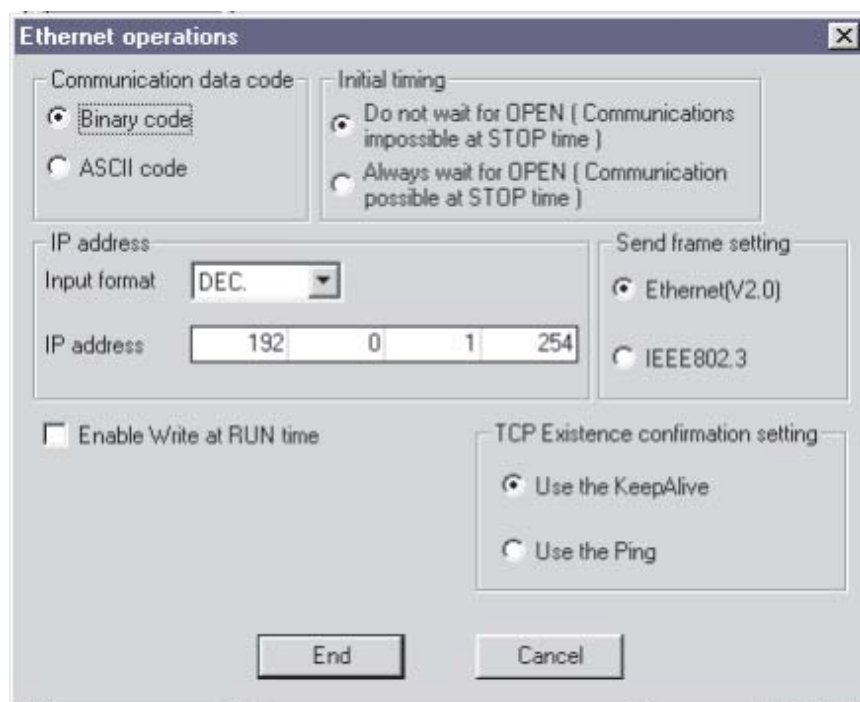 Ethernet operations
Communication data code
Binary code
ASCII code
Initial timing
Do not wait for OPEN ( Communications
impossible at STOP time )
Always wait for OPEN ( Communication
possible at STOP time )
IP address
Input format DEC.
IP address 192 0 1 254
Send frame setting
Ethernet(V2.0)
IEEE802.3
Enable Write at RUN time
TCP Existence confirmation setting
Use the KeepAlive
Use the Ping
End Cancel